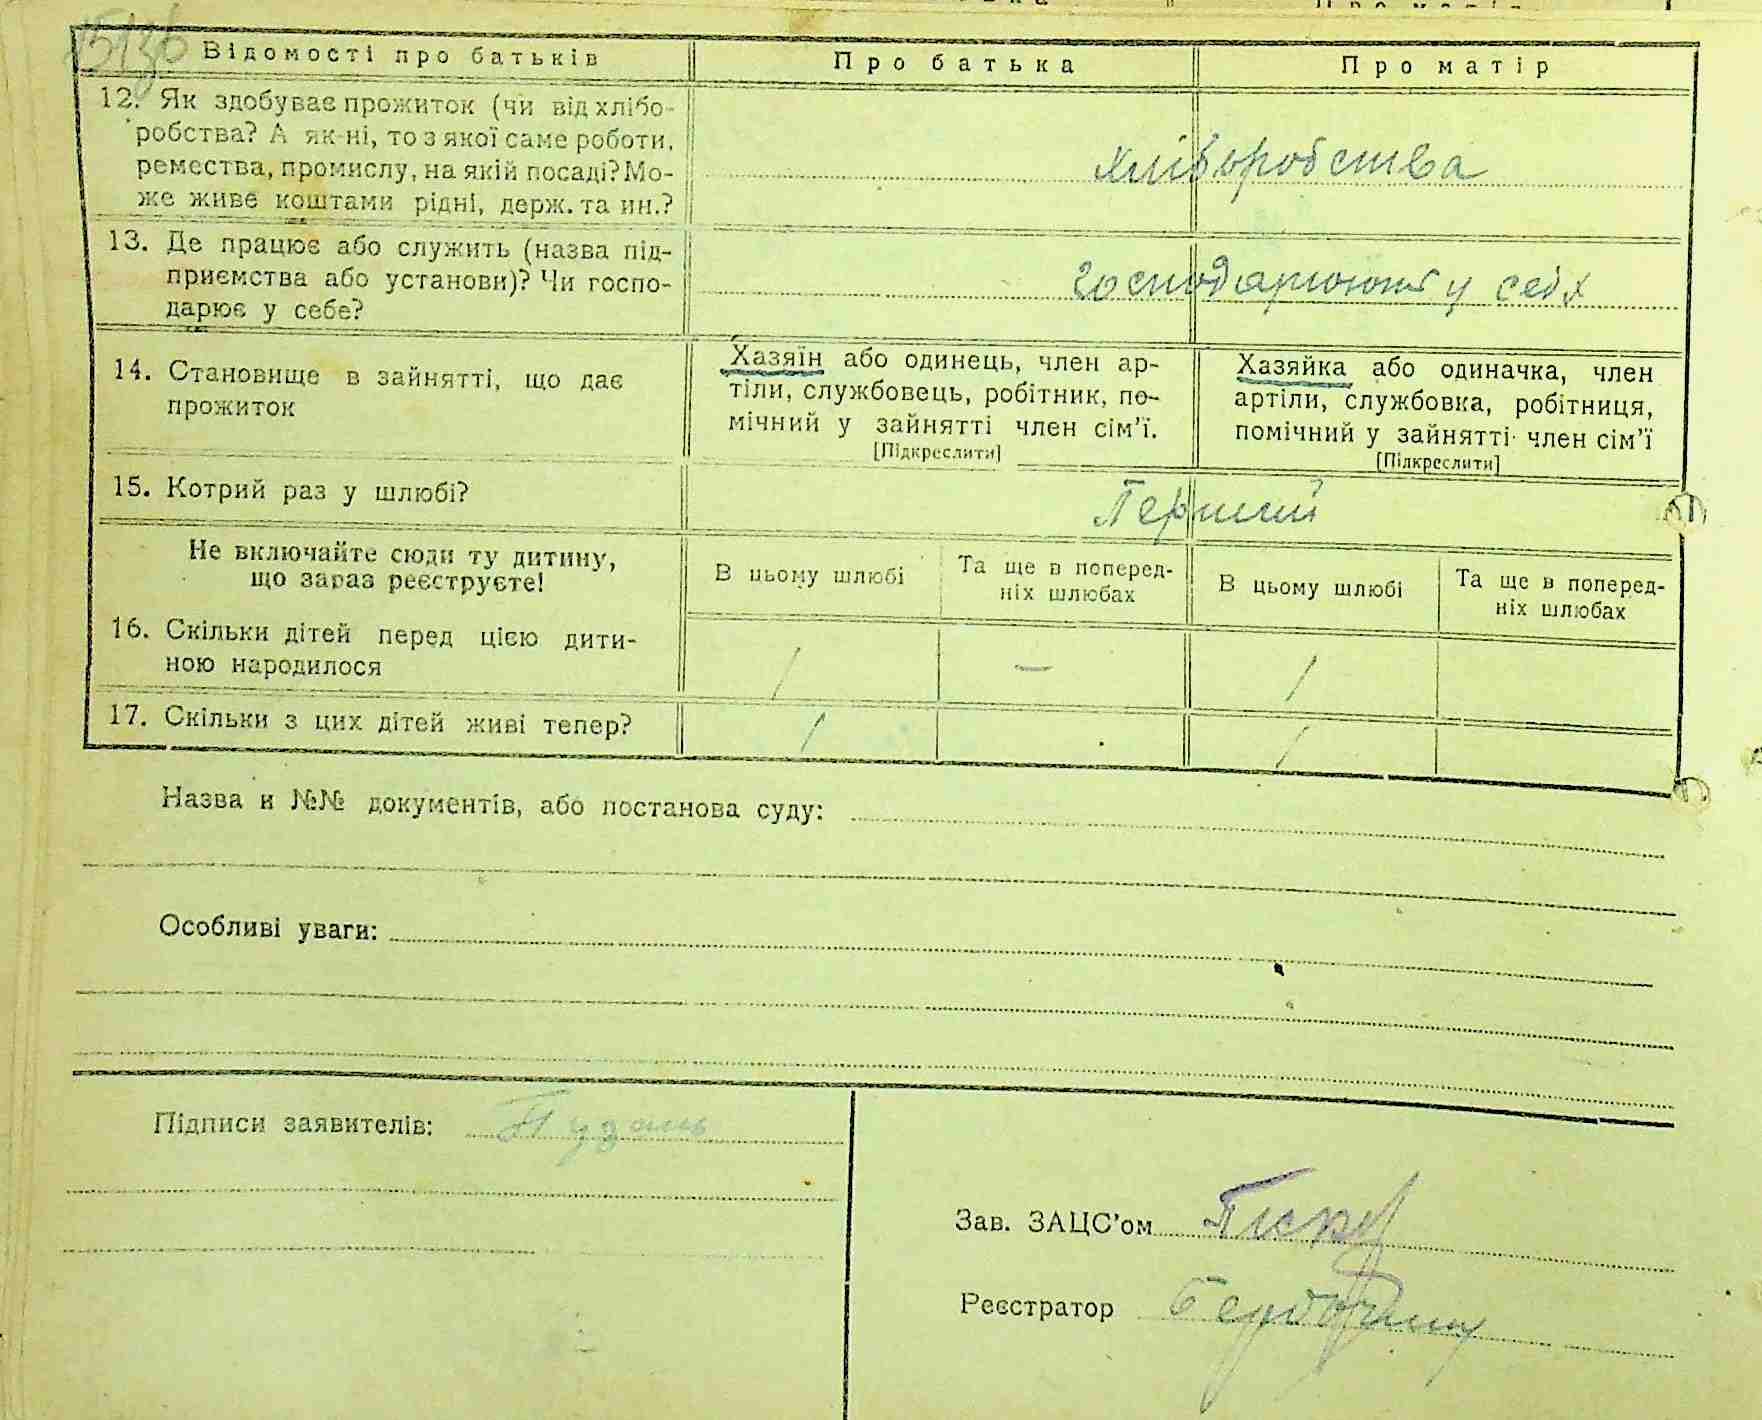 Відомості про батьків Про батька Про матір
12. Як здобуває прожиток (чи від хлібо-
робства? А як-ні, то з якої саме роботи,
ремества, промислу, на якій посаді? Мо-
же живе коштами рідні, держ. та ин.?
хліборобства
13. Де працює або служить (назва під-
приємства або установи)? Чи госпо-
дарює у себе?
господарюють у себе
14. Становище в зайнятті, що дає
прожиток
Хазяїн або одинець, член ар-
тіли, службовець, робітник, по-
мічний у зайнятті член сім'ї.
[Підкреслити]
Хазяйка або одиначка, член
артіли, службовка, робітниця,
помічний у зайнятті член сім'ї
[Підкреслити]
15. Котрий раз у шлюбі? Перший
Не включайте сюди ту дитину,
що зараз реєструєте!
В цьому шлюбі
Та ще в поперед-
ніх шлюбах
В цьому шлюбі
Та ще в поперед-
ніх шлюбах
16. Скільки дітей перед цією дити-
ною народилося
1 — 1
17. Скільки з цих дітей живі тепер? 1 1
Назва и №№ документів, або постанова суду:
Особливі уваги:
Підписи заявителів:
Зав. ЗАЦС'ом
Реєстратор